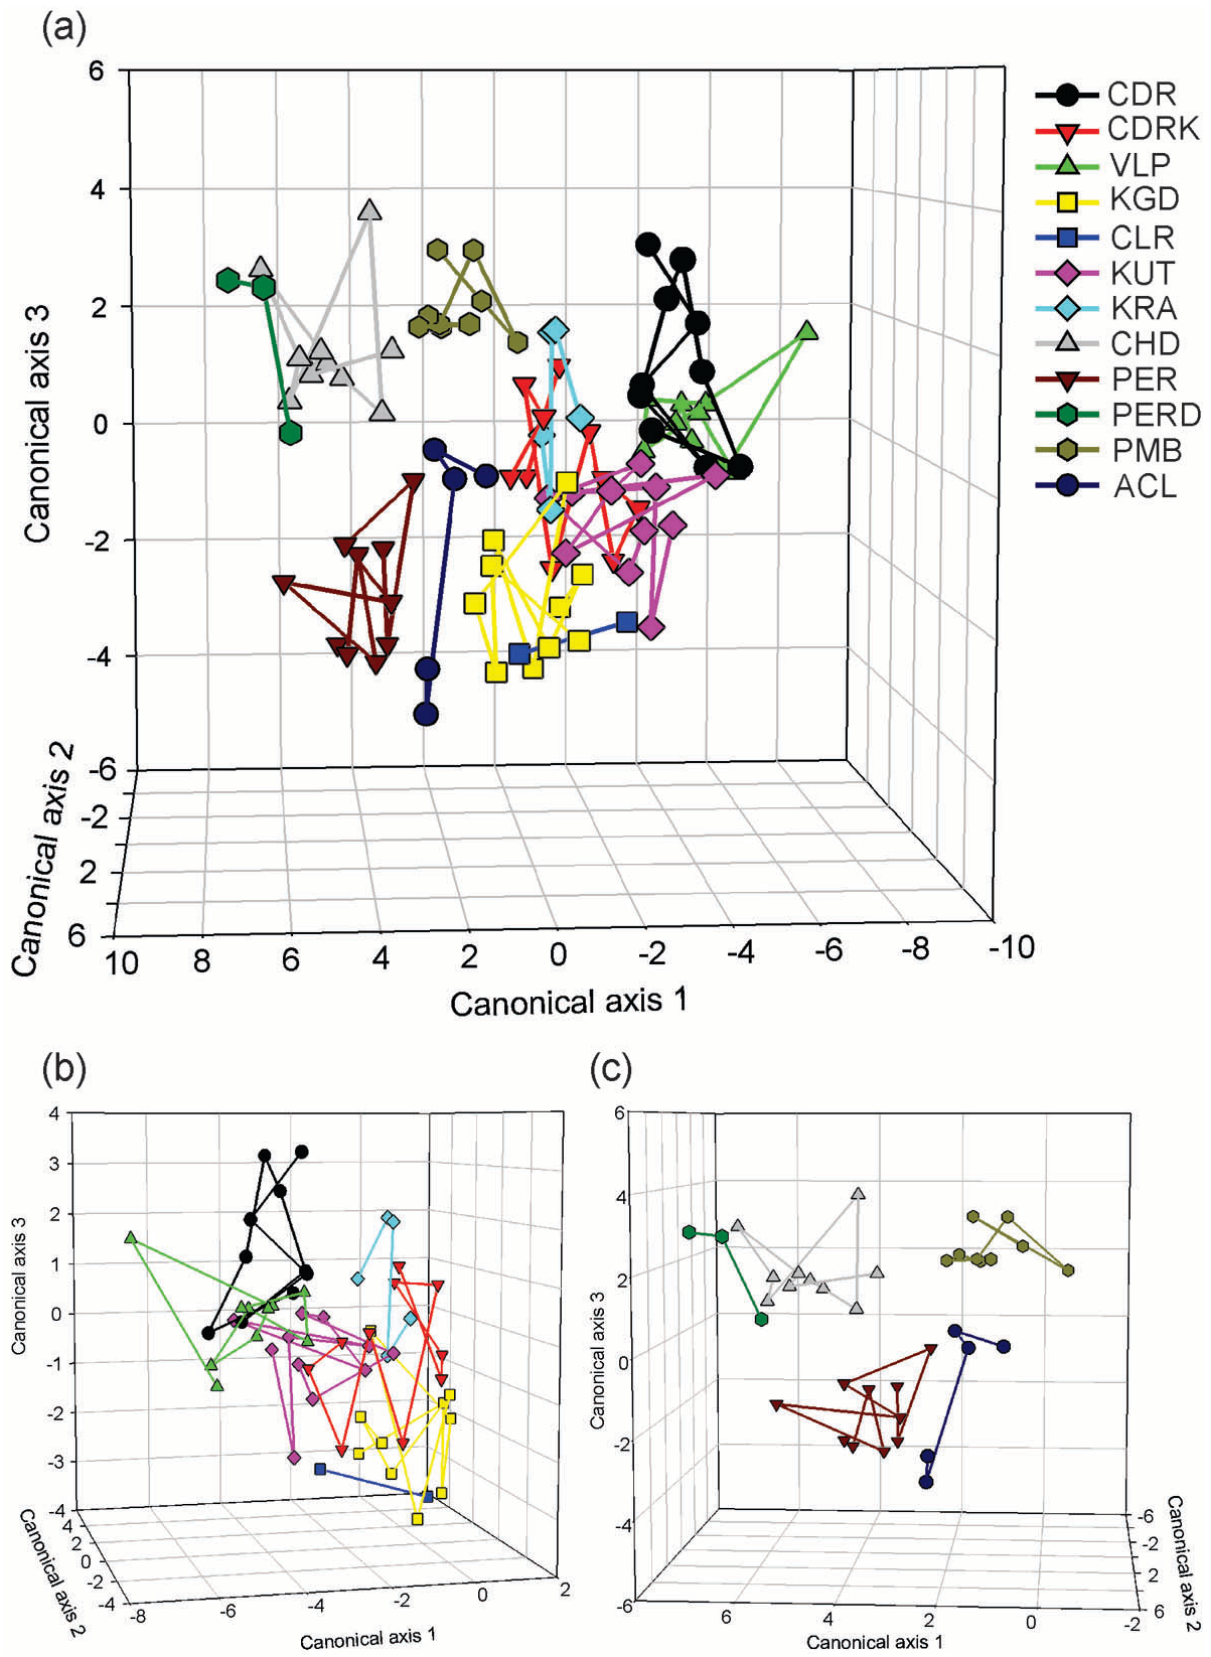 (a)
6
4
2
0
-2
-4
-6
Canonical axis 3
-2
2
6
Canonical axis 2
10 8 6 4 2 0 -2 -4 -6 -8 -10
Canonical axis 1
CDR
CDRK
VLP
KGD
CLR
KUT
KRA
CHD
PER
PERD
PMB
ACL
(b)
4
3
2
1
0
-1
-2
-3
-4
Canonical axis 3
4
2
0
-2
-4
Canonical axis 2
-8 -6 -4 -2 0 2
Canonical axis 1
(c)
6
4
2
0
-2
-4
-6
Canonical axis 3
6 4 2 0 -2
Canonical axis 1
-6
-2
2
6
Canonical axis 2